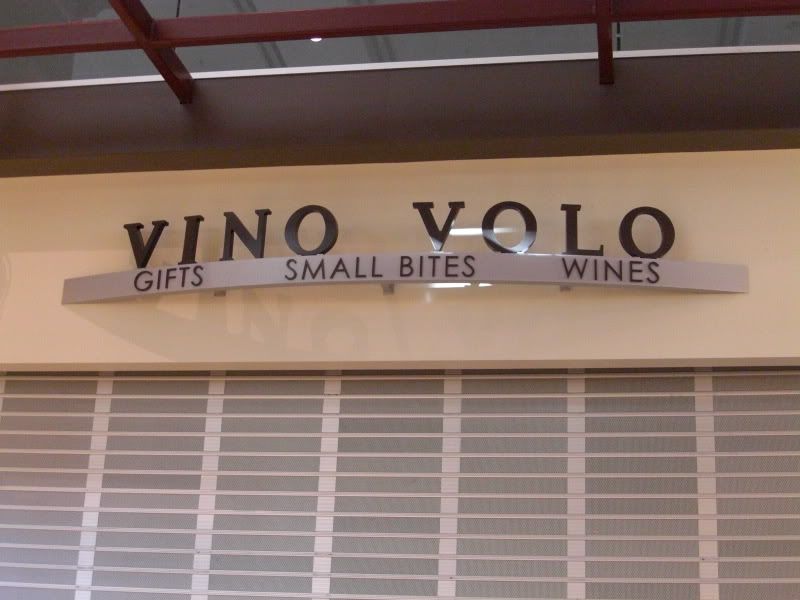 VINO VOLO
GIFTS SMALL BITES WINES